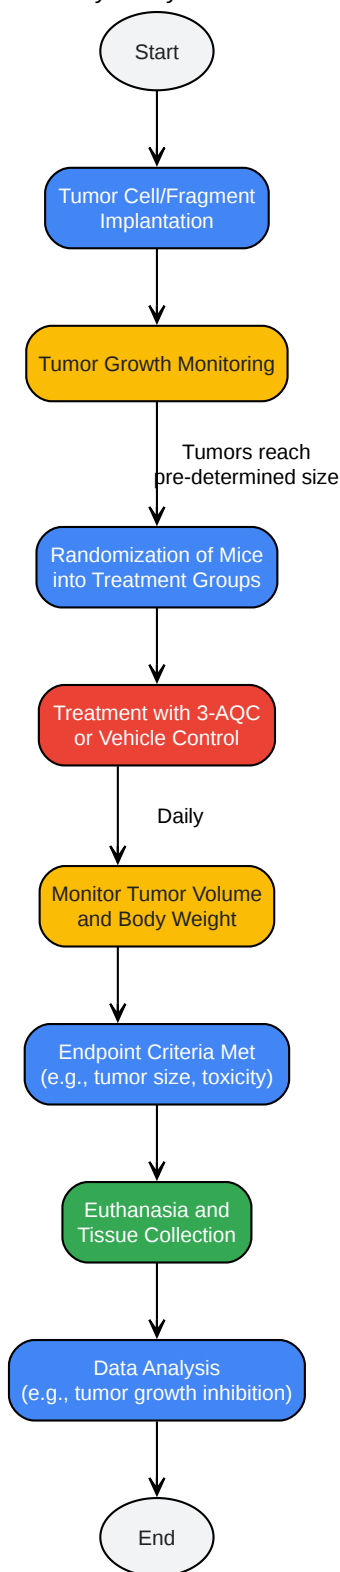 Start
Tumor Cell/Fragment
Implantation
Tumor Growth Monitoring
Tumors reach
pre-determined size
Randomization of Mice
into Treatment Groups
Treatment with 3-AQC
or Vehicle Control
Daily
Monitor Tumor Volume
and Body Weight
Endpoint Criteria Met
(e.g., tumor size, toxicity)
Euthanasia and
Tissue Collection
Data Analysis
(e.g., tumor growth inhibition)
End